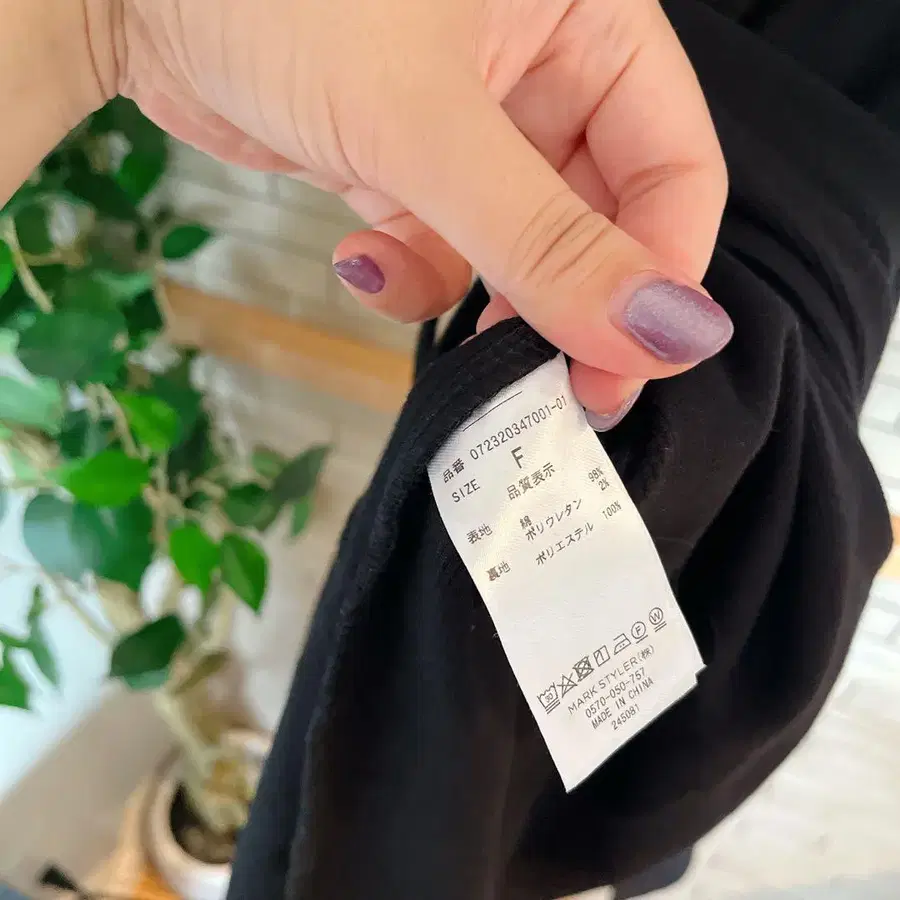 品番 072320347001-01
SIZE F
品質表示
表地 綿 98%
ポリウレタン 2%
裏地 ポリエステル 100%
MARK STYLER(株)
0570-050-757
MADE IN CHINA
245081